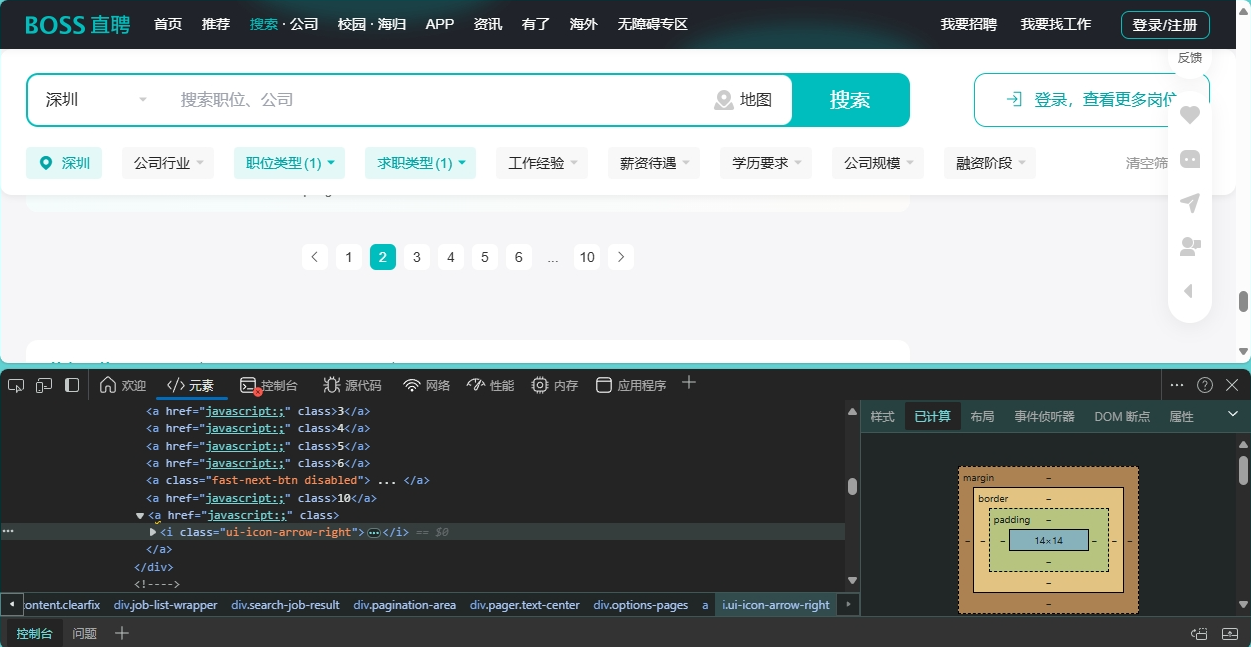 BOSS 直聘 首页 推荐 搜索 · 公司 校园 · 海归 APP 资讯 有了 海外 无障碍专区 我要招聘 我要找工作 登录/注册
反馈
深圳 搜索职位、公司 地图 搜索 登录，查看更多岗位
深圳 公司行业 职位类型(1) 求职类型(1) 工作经验 薪资待遇 学历要求 公司规模 融资阶段 清空筛
1 2 3 4 5 6 ... 10
欢迎 </> 元素 控制台 源代码 网络 性能 内存 应用程序
<a href="javascript:;" class>3</a>
<a href="javascript:;" class>4</a>
<a href="javascript:;" class>5</a>
<a href="javascript:;" class>6</a>
<a class="fast-next-btn disabled"> ... </a>
<a href="javascript:;" class>10</a>
<a href="javascript:;" class>
<i class="ui-icon-arrow-right"></i> == $0
</a>
</div>
<!---->
样式 已计算 布局 事件侦听器 DOM 断点 属性
margin –
border –
padding –
– – – 14×14 – – –
–
–
–
ontent.clearfix div.job-list-wrapper div.search-job-result div.pagination-area div.pager.text-center div.options-pages a i.ui-icon-arrow-right
控制台 问题